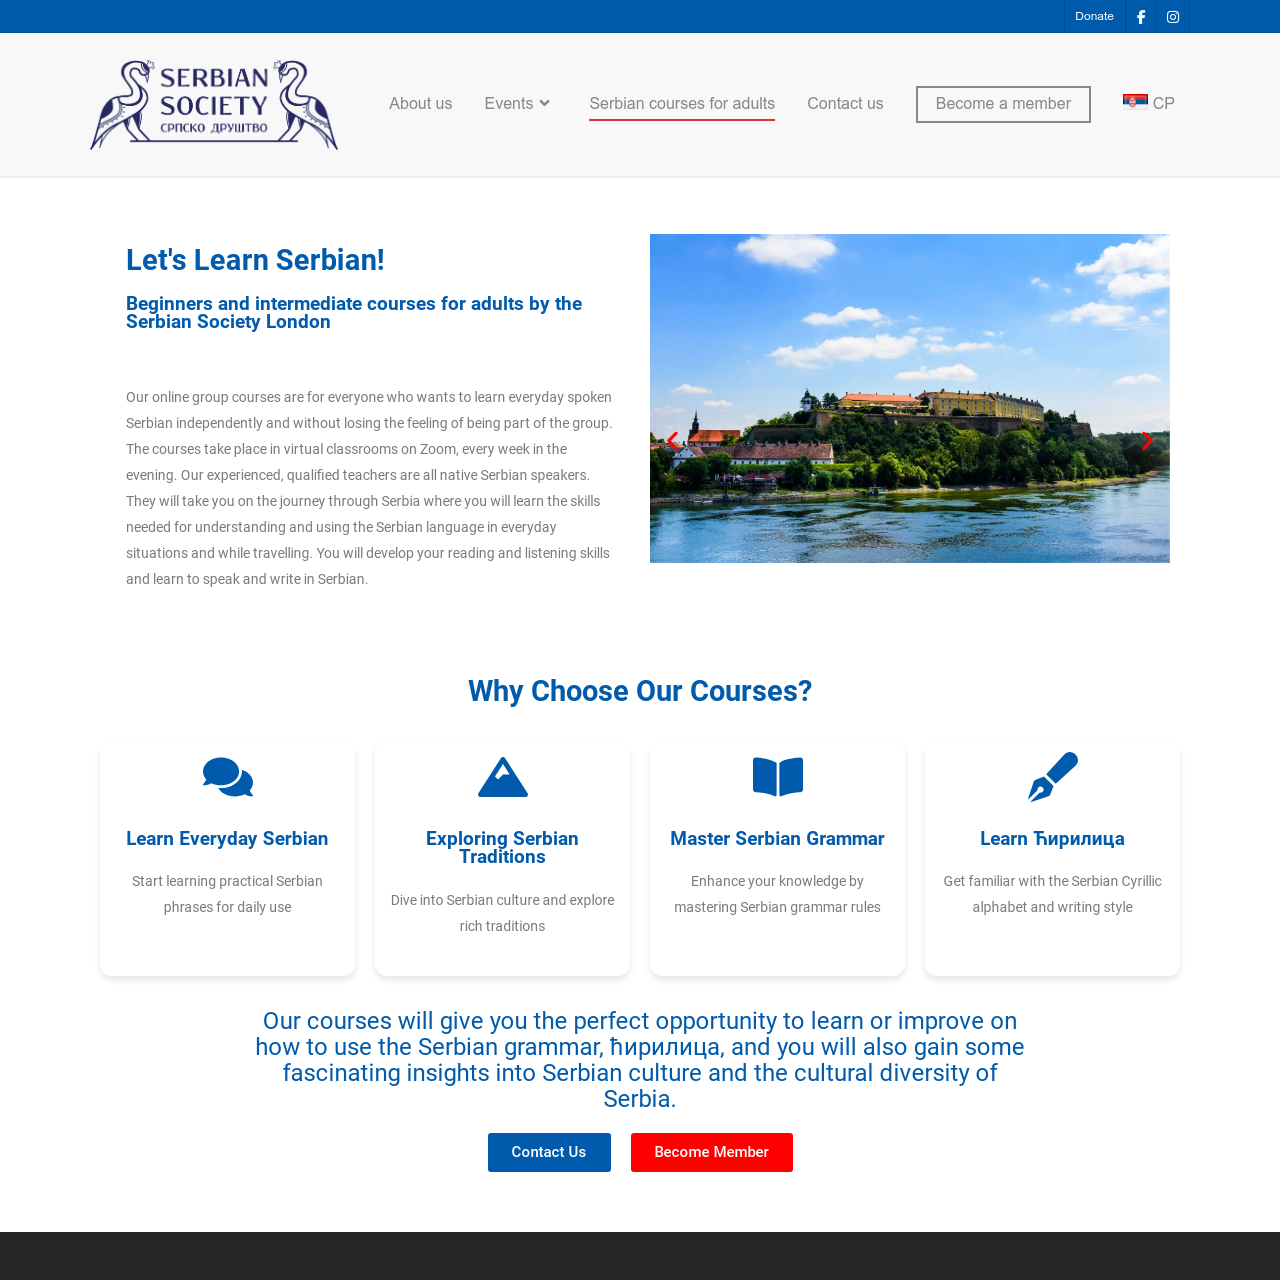 Donate
SERBIAN
SOCIETY
СРПСКО ДРУШТВО
About us
Events
Serbian courses for adults
Contact us
Become a member
СР
Let's Learn Serbian!
Beginners and intermediate courses for adults by the
Serbian Society London
Our online group courses are for everyone who wants to learn everyday spoken
Serbian independently and without losing the feeling of being part of the group.
The courses take place in virtual classrooms on Zoom, every week in the
evening. Our experienced, qualified teachers are all native Serbian speakers.
They will take you on the journey through Serbia where you will learn the skills
needed for understanding and using the Serbian language in everyday
situations and while travelling. You will develop your reading and listening skills
and learn to speak and write in Serbian.
Why Choose Our Courses?
Learn Everyday Serbian
Start learning practical Serbian
phrases for daily use
Exploring Serbian
Traditions
Dive into Serbian culture and explore
rich traditions
Master Serbian Grammar
Enhance your knowledge by
mastering Serbian grammar rules
Learn Ћирилица
Get familiar with the Serbian Cyrillic
alphabet and writing style
Our courses will give you the perfect opportunity to learn or improve on
how to use the Serbian grammar, ћирилица, and you will also gain some
fascinating insights into Serbian culture and the cultural diversity of
Serbia.
Contact Us
Become Member